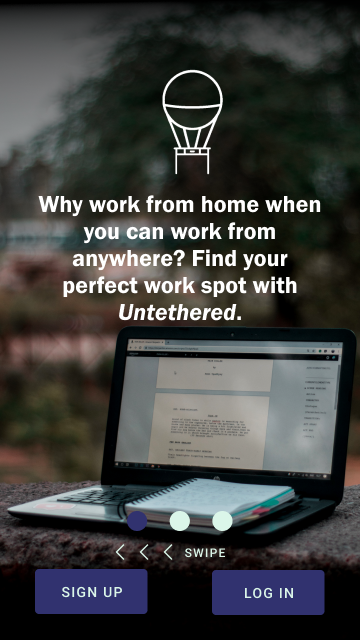 Why work from home when
you can work from
anywhere? Find your
perfect work spot with
Untethered.
SWIPE
SIGN UP
LOG IN